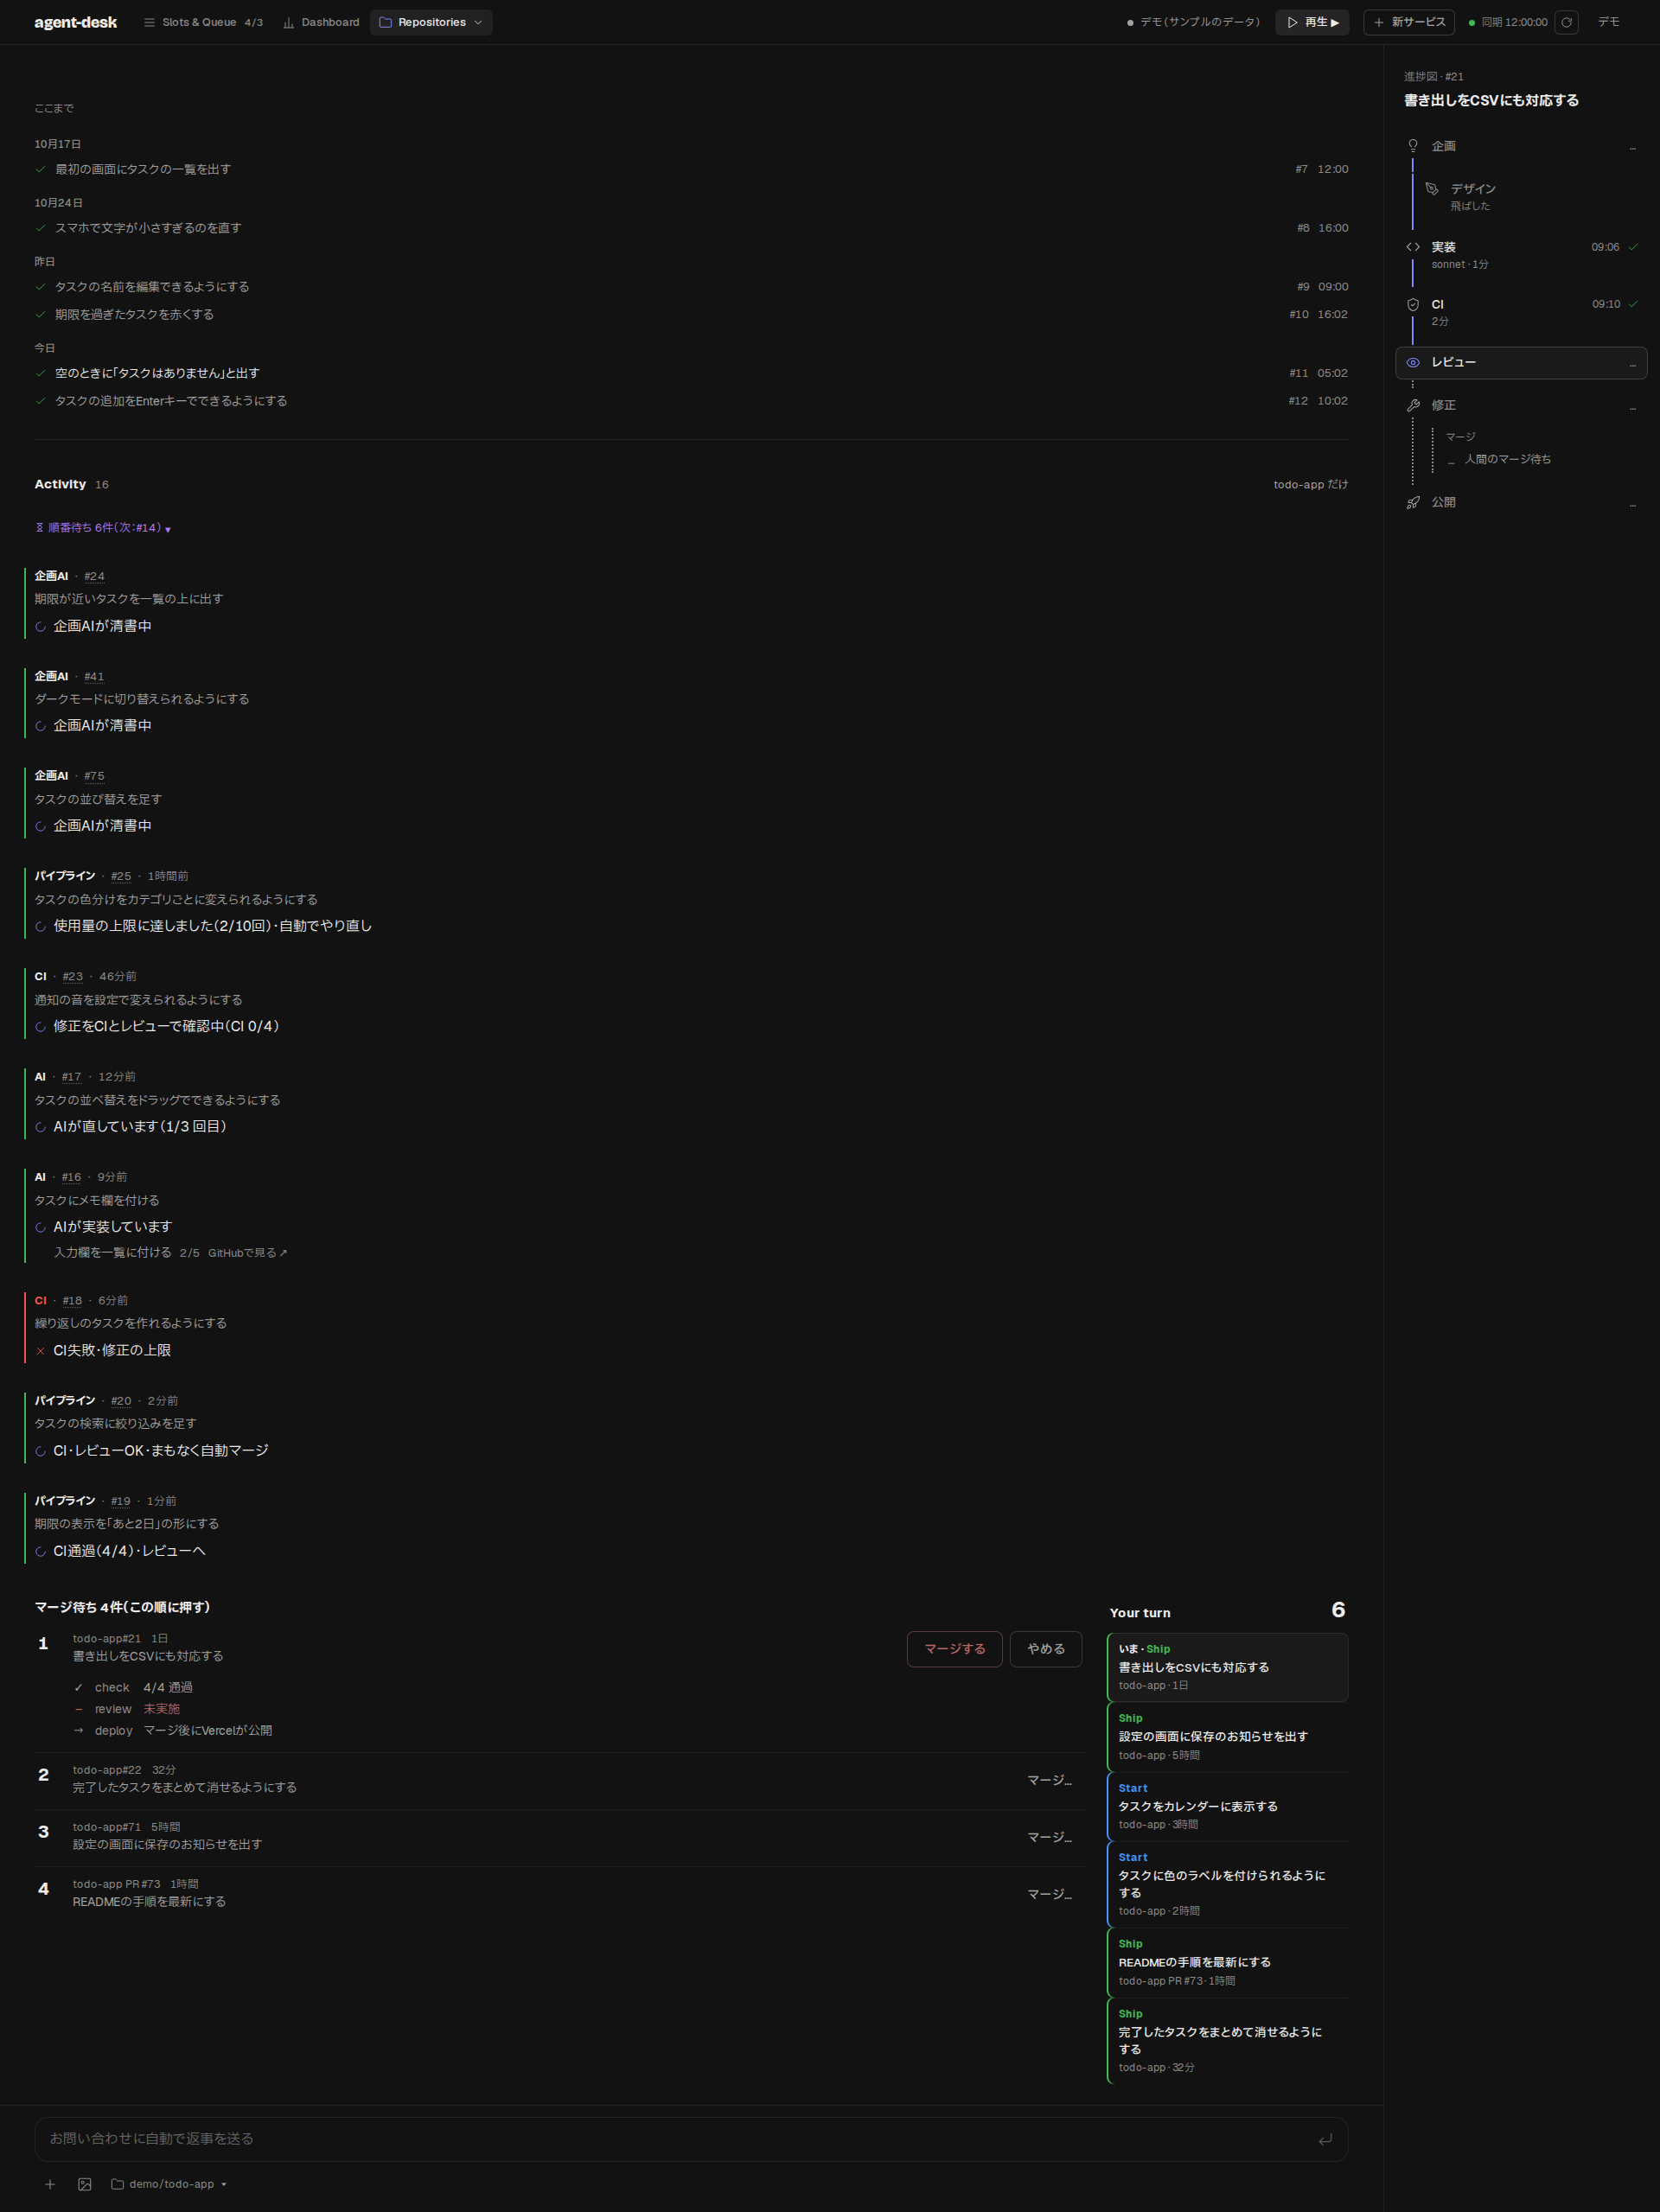 agent-desk
Slots & Queue 4/3
Dashboard
Repositories
デモ(サンプルのデータ)
再生 ▶
新サービス
同期 12:00:00
デモ
ここまで
10月17日
最初の画面にタスクの一覧を出す #7 12:00
10月24日
スマホで文字が小さすぎるのを直す #8 16:00
昨日
タスクの名前を編集できるようにする #9 09:00
期限を過ぎたタスクを赤くする #10 16:02
今日
空のときに「タスクはありません」と出す #11 05:02
タスクの追加をEnterキーでできるようにする #12 10:02
Activity 16
todo-app だけ
順番待ち 6件(次:#14) ▾
企画AI · #24
期限が近いタスクを一覧の上に出す
企画AIが清書中
企画AI · #41
ダークモードに切り替えられるようにする
企画AIが清書中
企画AI · #75
タスクの並び替えを足す
企画AIが清書中
パイプライン · #25 · 1時間前
タスクの色分けをカテゴリごとに変えられるようにする
使用量の上限に達しました(2/10回)・自動でやり直し
CI · #23 · 46分前
通知の音を設定で変えられるようにする
修正をCIとレビューで確認中(CI 0/4)
AI · #17 · 12分前
タスクの並べ替えをドラッグでできるようにする
AIが直しています(1/3 回目)
AI · #16 · 9分前
タスクにメモ欄を付ける
AIが実装しています
入力欄を一覧に付ける 2/5 GitHubで見る ↗
CI · #18 · 6分前
繰り返しのタスクを作れるようにする
CI失敗・修正の上限
パイプライン · #20 · 2分前
タスクの検索に絞り込みを足す
CI・レビューOK・まもなく自動マージ
パイプライン · #19 · 1分前
期限の表示を「あと2日」の形にする
CI通過(4/4)・レビューへ
マージ待ち 4件(この順に押す)
1
todo-app#21 1日
書き出しをCSVにも対応する
マージする
やめる
✓ check 4/4 通過
– review 未実施
→ deploy マージ後にVercelが公開
2
todo-app#22 32分
完了したタスクをまとめて消せるようにする
マージ…
3
todo-app#71 5時間
設定の画面に保存のお知らせを出す
マージ…
4
todo-app PR #73 1時間
READMEの手順を最新にする
マージ…
Your turn 6
いま・Ship
書き出しをCSVにも対応する
todo-app · 1日
Ship
設定の画面に保存のお知らせを出す
todo-app · 5時間
Start
タスクをカレンダーに表示する
todo-app · 3時間
Start
タスクに色のラベルを付けられるように
する
todo-app · 2時間
Ship
READMEの手順を最新にする
todo-app PR #73 · 1時間
Ship
完了したタスクをまとめて消せるように
する
todo-app · 32分
お問い合わせに自動で返事を送る
demo/todo-app
進捗図 · #21
書き出しをCSVにも対応する
企画 –
デザイン
飛ばした
実装 09:06
sonnet · 1分
CI 09:10
2分
レビュー –
修正 –
マージ
… 人間のマージ待ち
公開 –